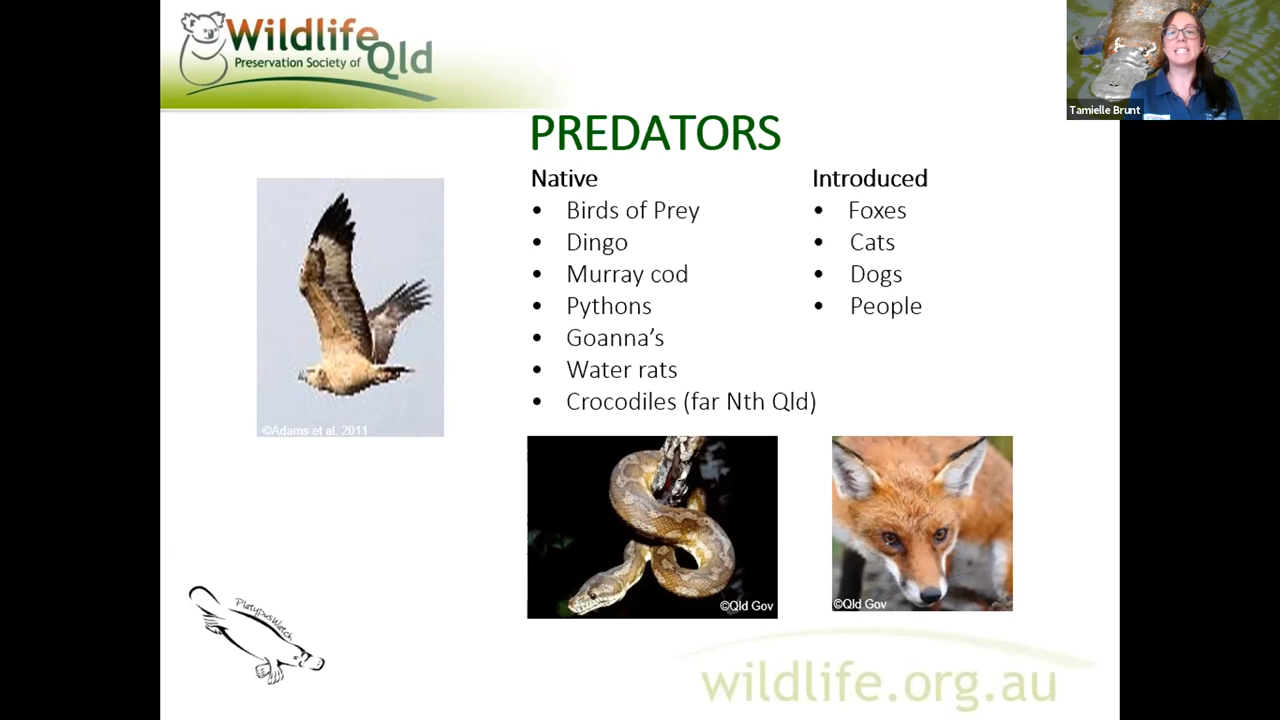 Wildlife
Preservation Society of Qld
Tamielle Brunt
PREDATORS
Native
• Birds of Prey
• Dingo
• Murray cod
• Pythons
• Goanna’s
• Water rats
• Crocodiles (far Nth Qld)
Introduced
• Foxes
• Cats
• Dogs
• People
©Adams et al. 2011
©Qld Gov
©Qld Gov
PlatypusWatch
wildlife.org.au